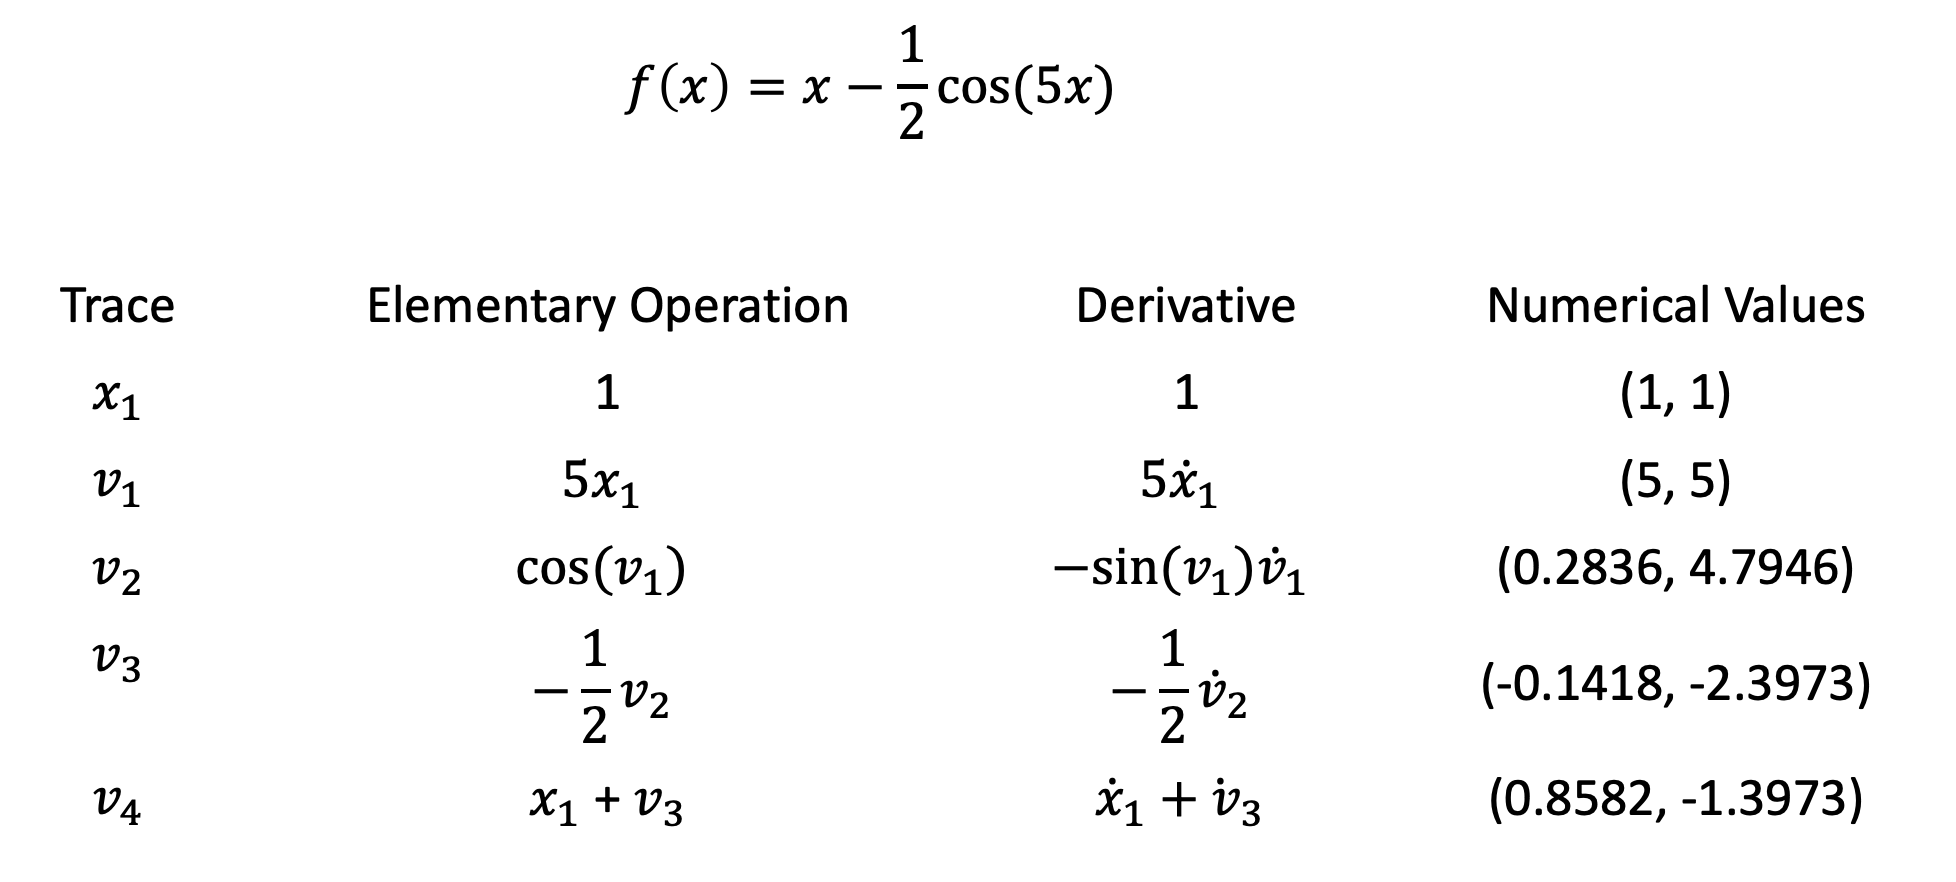 f(x) = x − 1/2 cos(5x)
Trace Elementary Operation Derivative Numerical Values
x₁ 1 1 (1, 1)
v₁ 5x₁ 5ẋ₁ (5, 5)
v₂ cos(v₁) −sin(v₁)v̇₁ (0.2836, 4.7946)
v₃ −1/2 v₂ −1/2 v̇₂ (-0.1418, -2.3973)
v₄ x₁ + v₃ ẋ₁ + v̇₃ (0.8582, -1.3973)